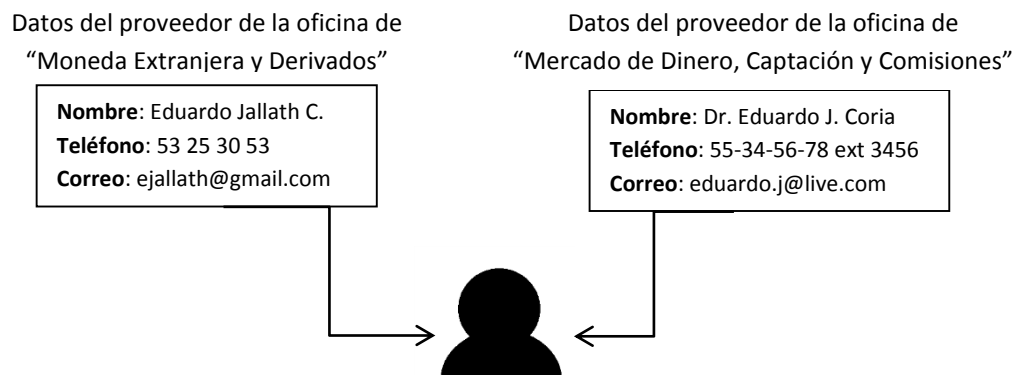 Datos del proveedor de la oficina de
“Moneda Extranjera y Derivados”
Nombre: Eduardo Jallath C.
Teléfono: 53 25 30 53
Correo: ejallath@gmail.com
Datos del proveedor de la oficina de
“Mercado de Dinero, Captación y Comisiones”
Nombre: Dr. Eduardo J. Coria
Teléfono: 55-34-56-78 ext 3456
Correo: eduardo.j@live.com